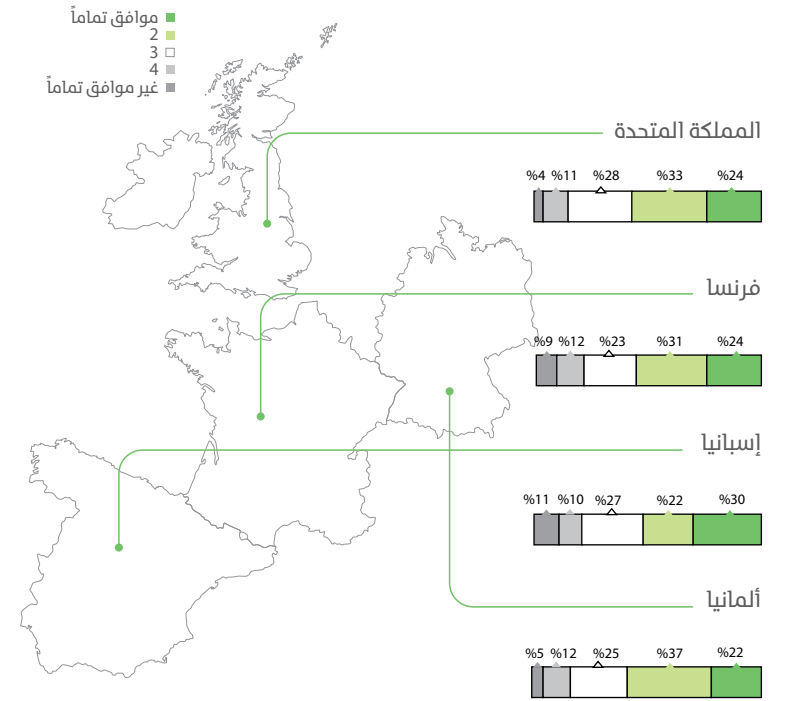 موافق تماماً
2
3
4
غير موافق تماماً
المملكة المتحدة
%24 %33 %28 %11 %4
فرنسا
%24 %31 %23 %12 %9
إسبانيا
%30 %22 %27 %10 %11
ألمانيا
%22 %37 %25 %12 %5